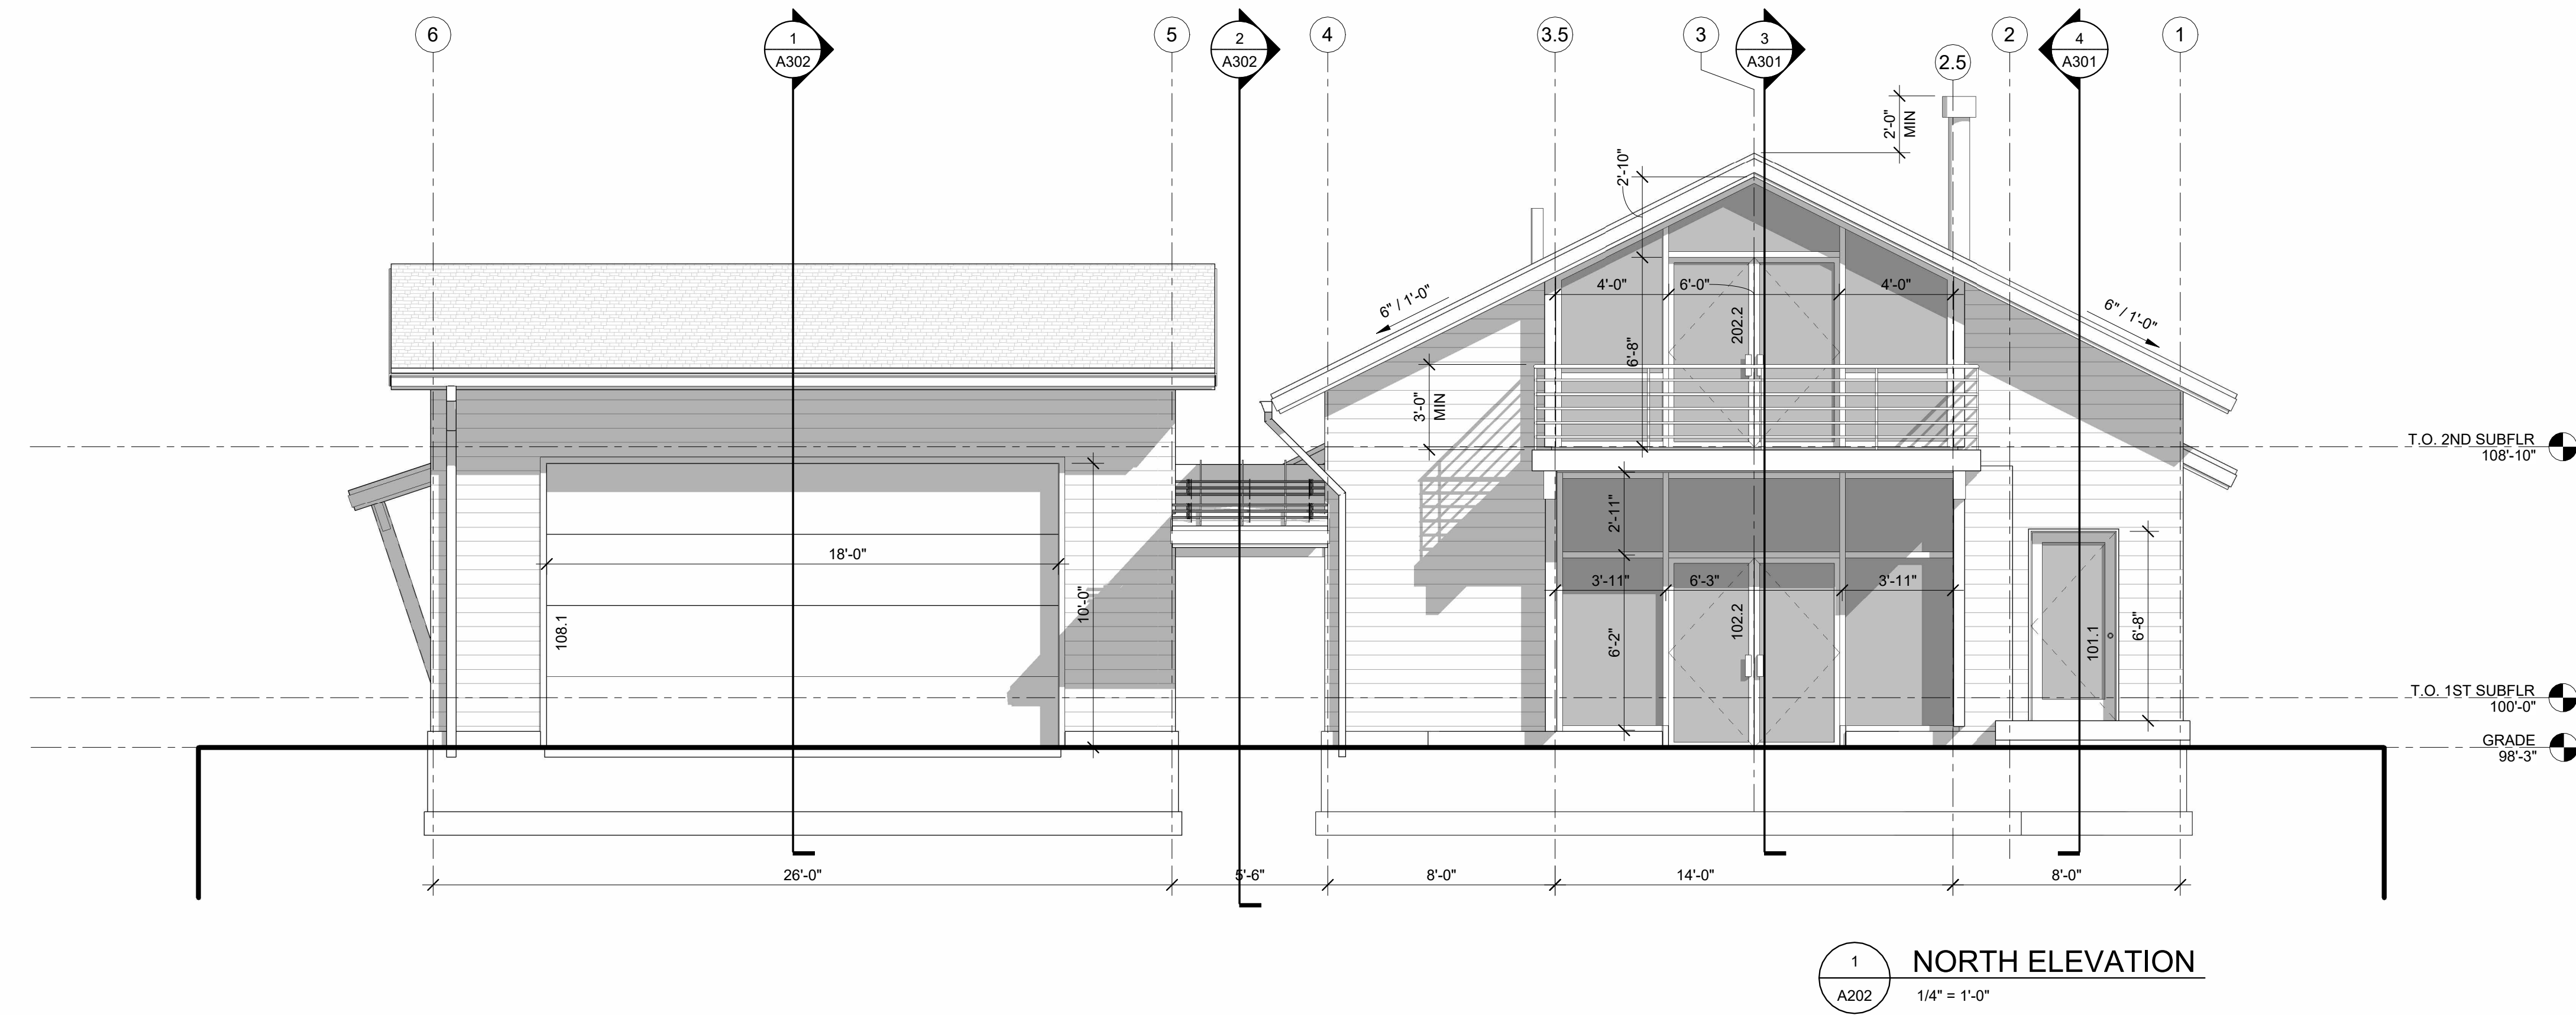 6
1
A302
5
2
A302
4
3.5
3
3
A301
2.5
2
4
A301
1
2'-0"
MIN
2'-10"
6" / 1'-0"
6" / 1'-0"
4'-0"
6'-0"
4'-0"
202.2
6'-8"
3'-0"
MIN
T.O. 2ND SUBFLR
108'-10"
18'-0"
10'-0"
108.1
2'-11"
3'-11"
6'-3"
3'-11"
102.2
6'-2"
101.1
6'-8"
T.O. 1ST SUBFLR
100'-0"
GRADE
98'-3"
26'-0"
5'-6"
8'-0"
14'-0"
8'-0"
1
A202
NORTH ELEVATION
1/4" = 1'-0"